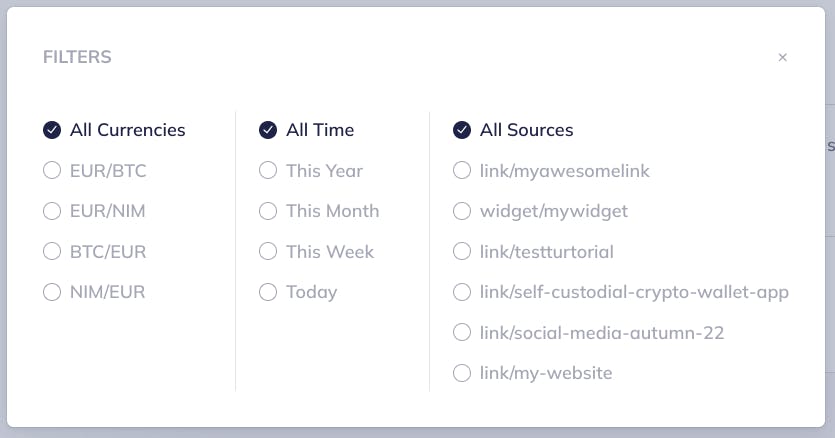 FILTERS
×
All Currencies
EUR/BTC
EUR/NIM
BTC/EUR
NIM/EUR
All Time
This Year
This Month
This Week
Today
All Sources
link/myawesomelink
widget/mywidget
link/testturtorial
link/self-custodial-crypto-wallet-app
link/social-media-autumn-22
link/my-website